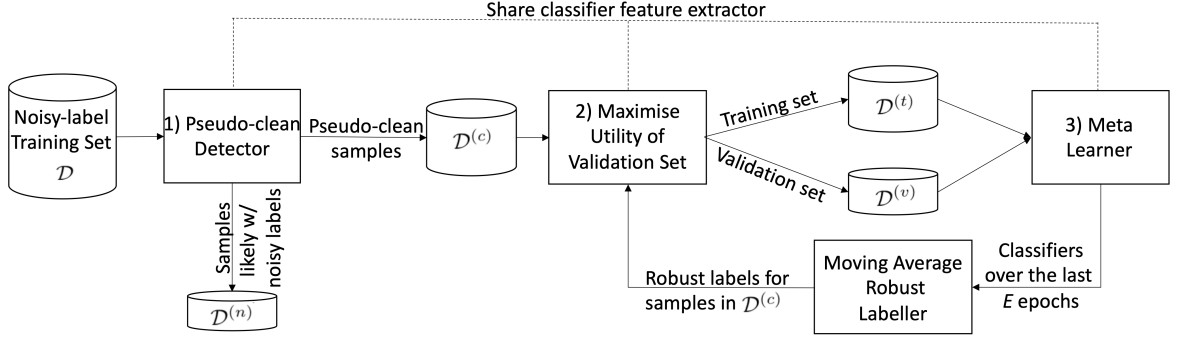 Share classifier feature extractor
Noisy-label
Training Set
𝒟
1) Pseudo-clean
Detector
Pseudo-clean
samples
𝒟^(c)
2) Maximise
Utility of
Validation Set
Training set
Validation set
𝒟^(t)
𝒟^(v)
3) Meta
Learner
Samples
likely w/
noisy labels
𝒟^(n)
Robust labels for
samples in 𝒟^(c)
Moving Average
Robust
Labeller
Classifiers
over the last
E epochs